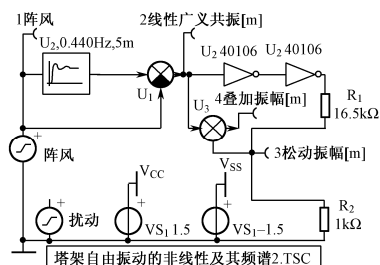 1阵风
2线性广义共振[m]
U₂,0.440Hz,5m
U₂ 40106
U₂ 40106
4叠加振幅[m]
U₁
U₃
R₁
16.5kΩ
阵风
3松动振幅[m]
V_CC
V_SS
R₂
1kΩ
扰动
VS₁ 1.5
VS₁−1.5
塔架自由振动的非线性及其频谱2.TSC